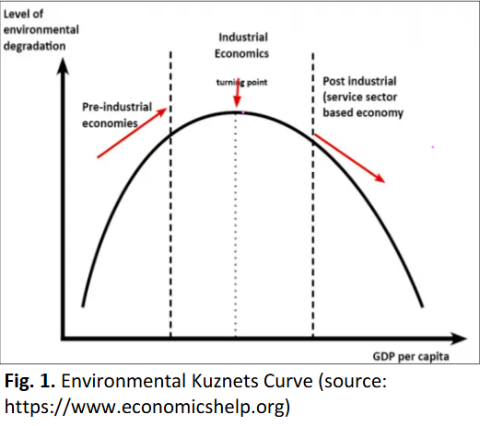 Level of
environmental
degradation
Industrial
Economics
turning point
Pre-industrial
economies
Post industrial
(service sector
based economy
GDP per capita
Fig. 1. Environmental Kuznets Curve (source:
https://www.economicshelp.org)